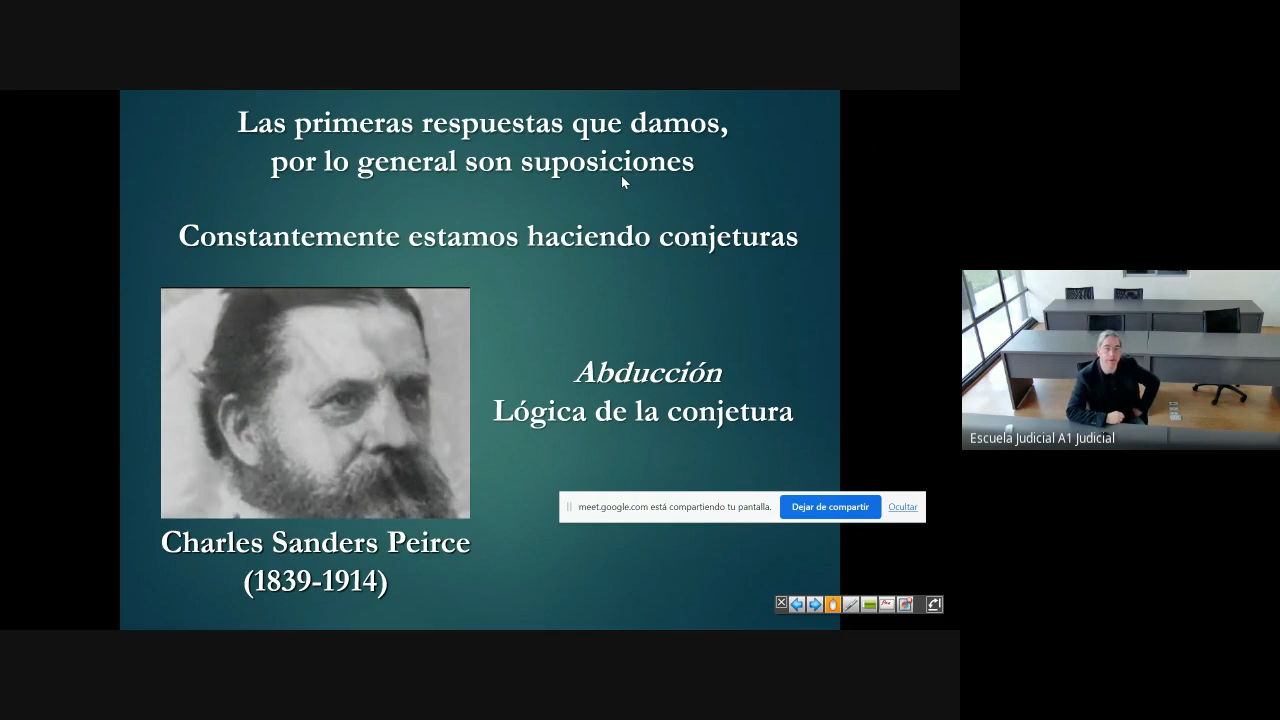 Las primeras respuestas que damos,
por lo general son suposiciones
Constantemente estamos haciendo conjeturas
Abducción
Lógica de la conjetura
Charles Sanders Peirce
(1839-1914)
meet.google.com está compartiendo tu pantalla.
Dejar de compartir
Ocultar
Escuela Judicial A1 Judicial